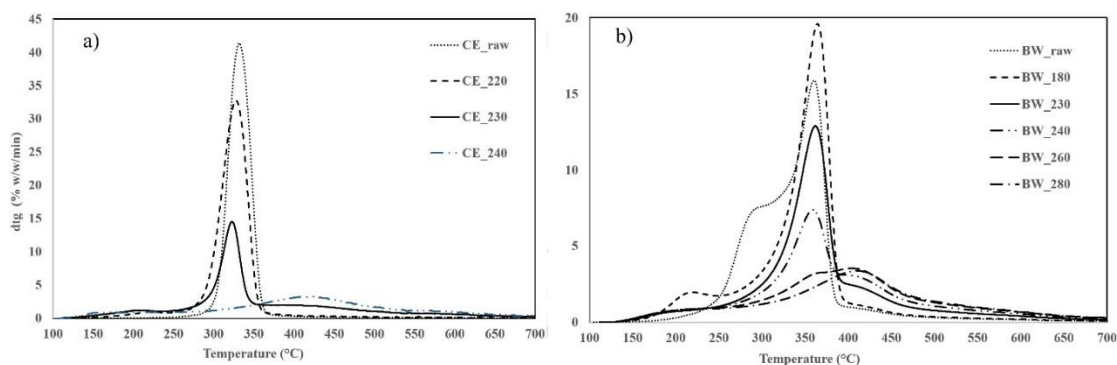 a)
dtg (% w/w/min)
45
40
35
30
25
20
15
10
5
0
CE_raw
CE_220
CE_230
CE_240
100 150 200 250 300 350 400 450 500 550 600 650 700
Temperature (°C)
b)
20
15
10
5
0
BW_raw
BW_180
BW_230
BW_240
BW_260
BW_280
100 150 200 250 300 350 400 450 500 550 600 650 700
Temperature (°C)